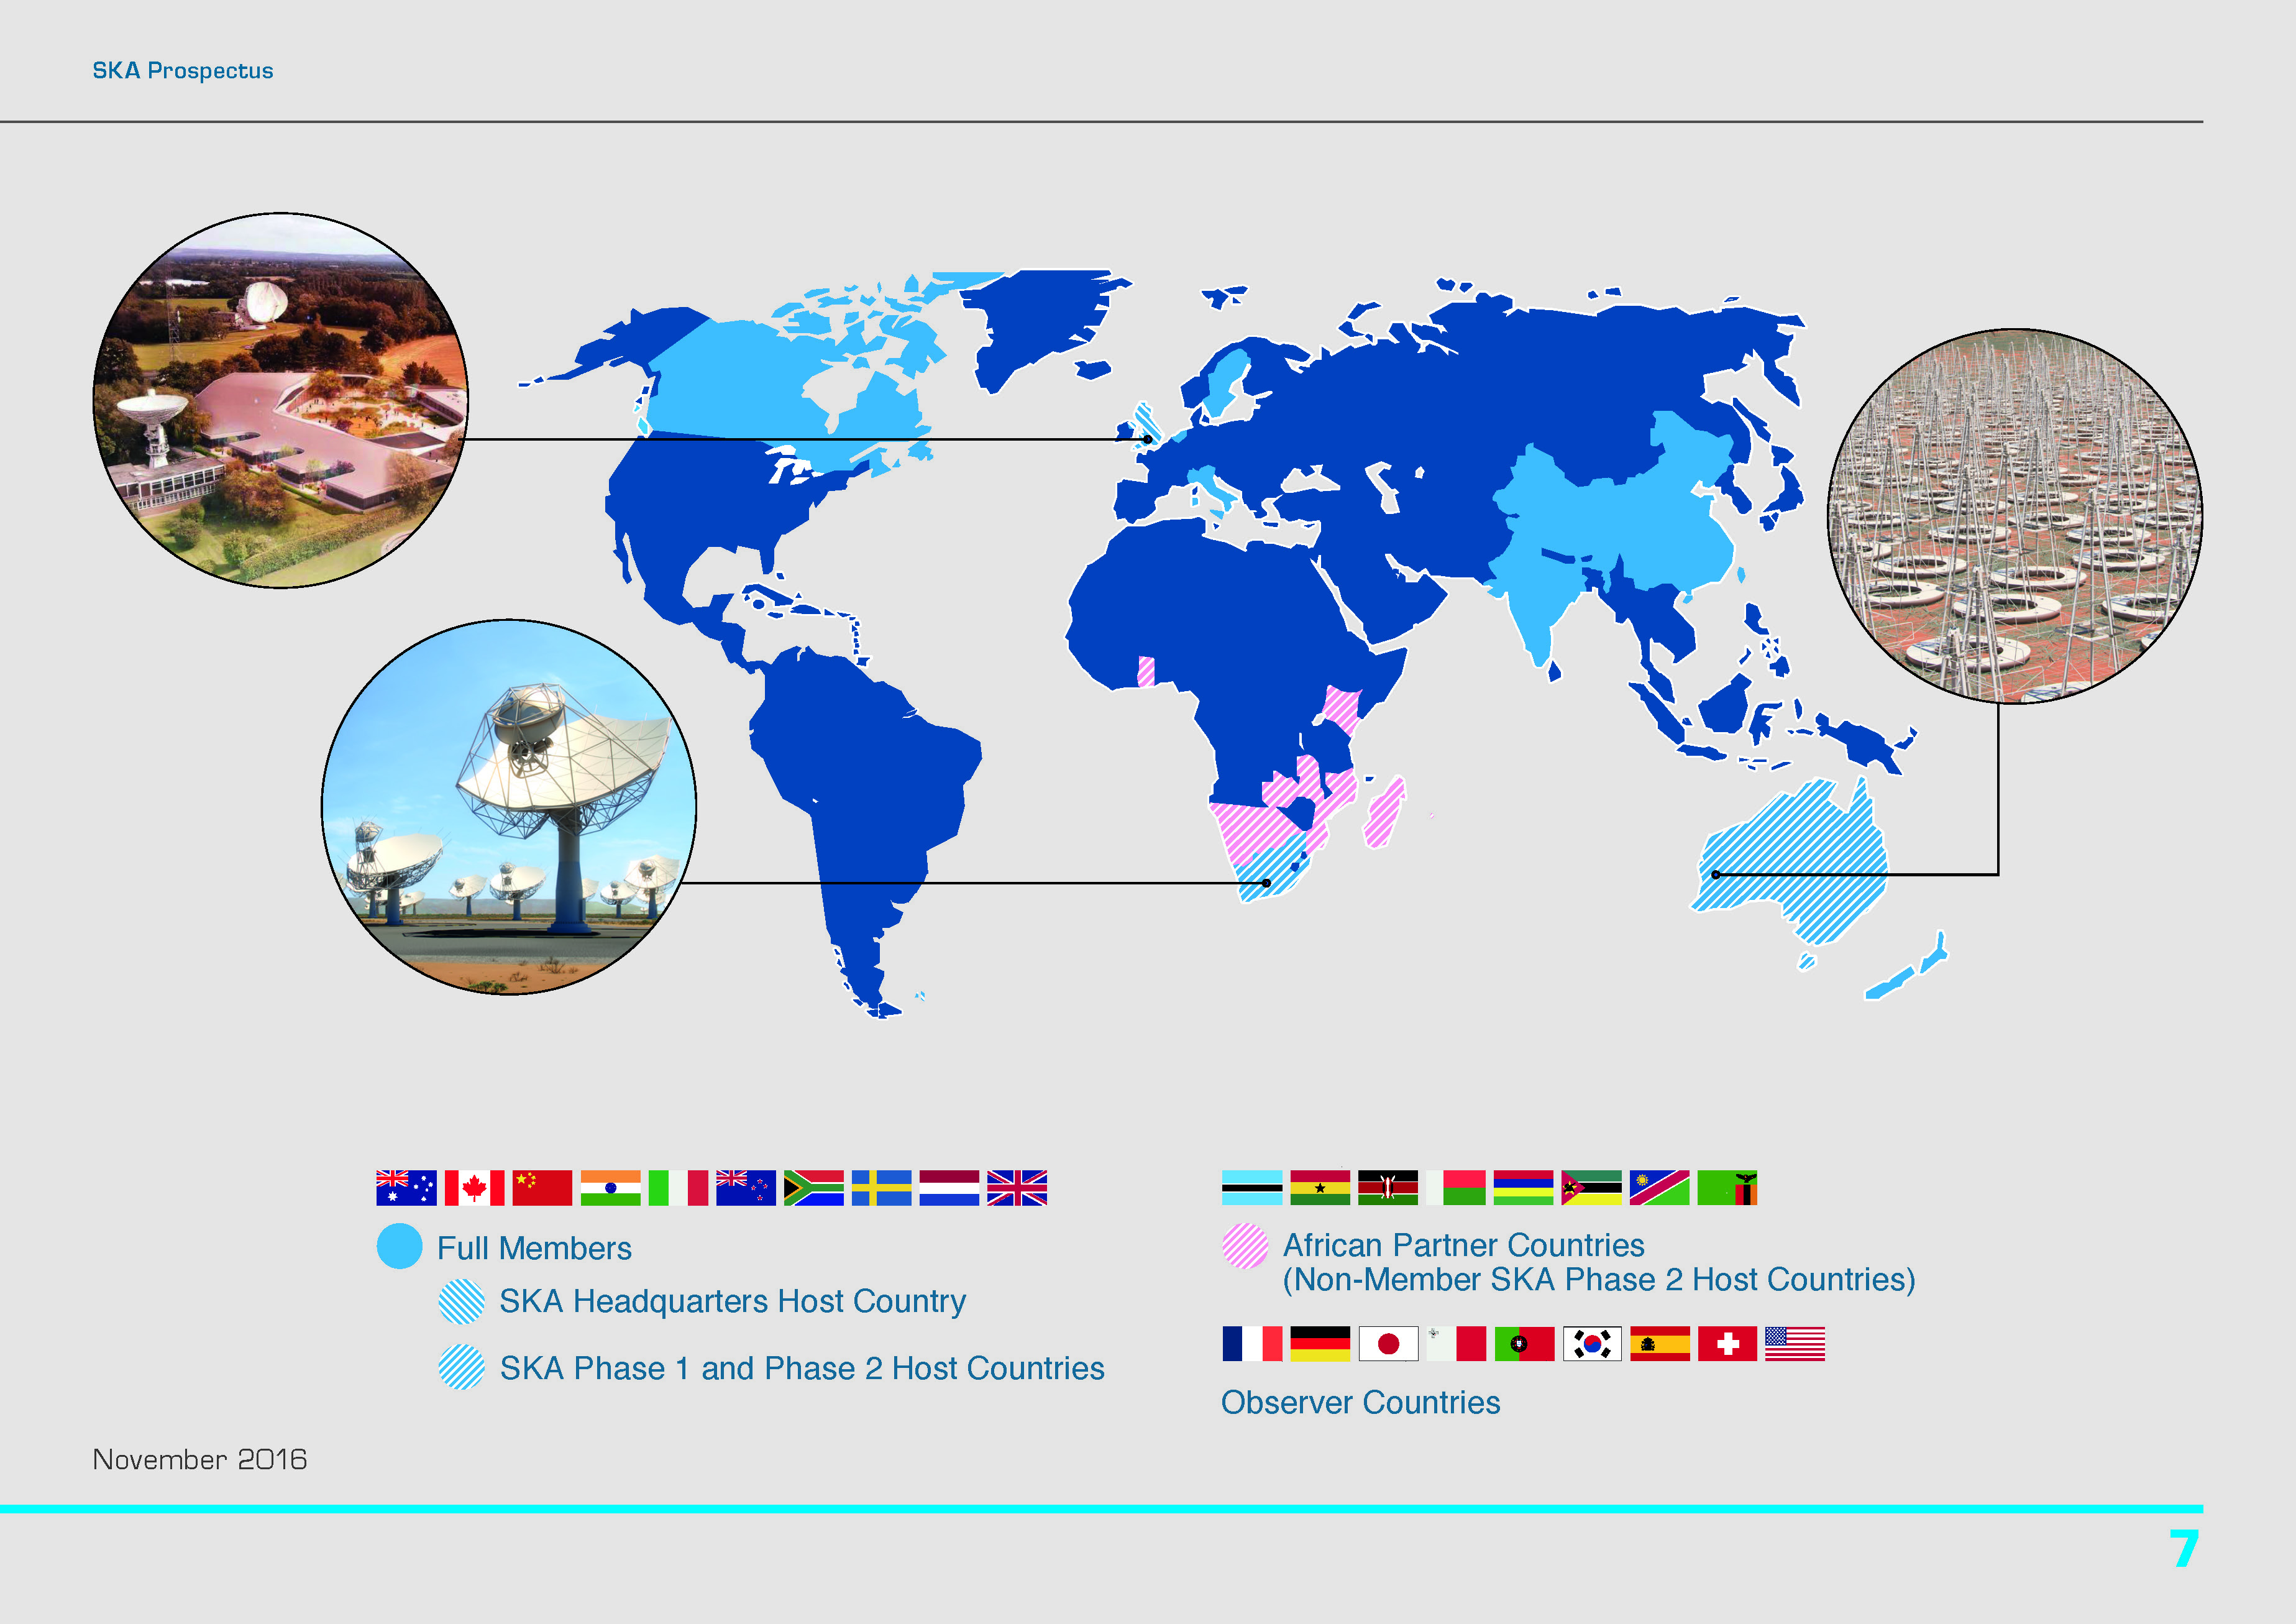 SKA Prospectus
Full Members
SKA Headquarters Host Country
SKA Phase 1 and Phase 2 Host Countries
African Partner Countries
(Non-Member SKA Phase 2 Host Countries)
Observer Countries
November 2016
7